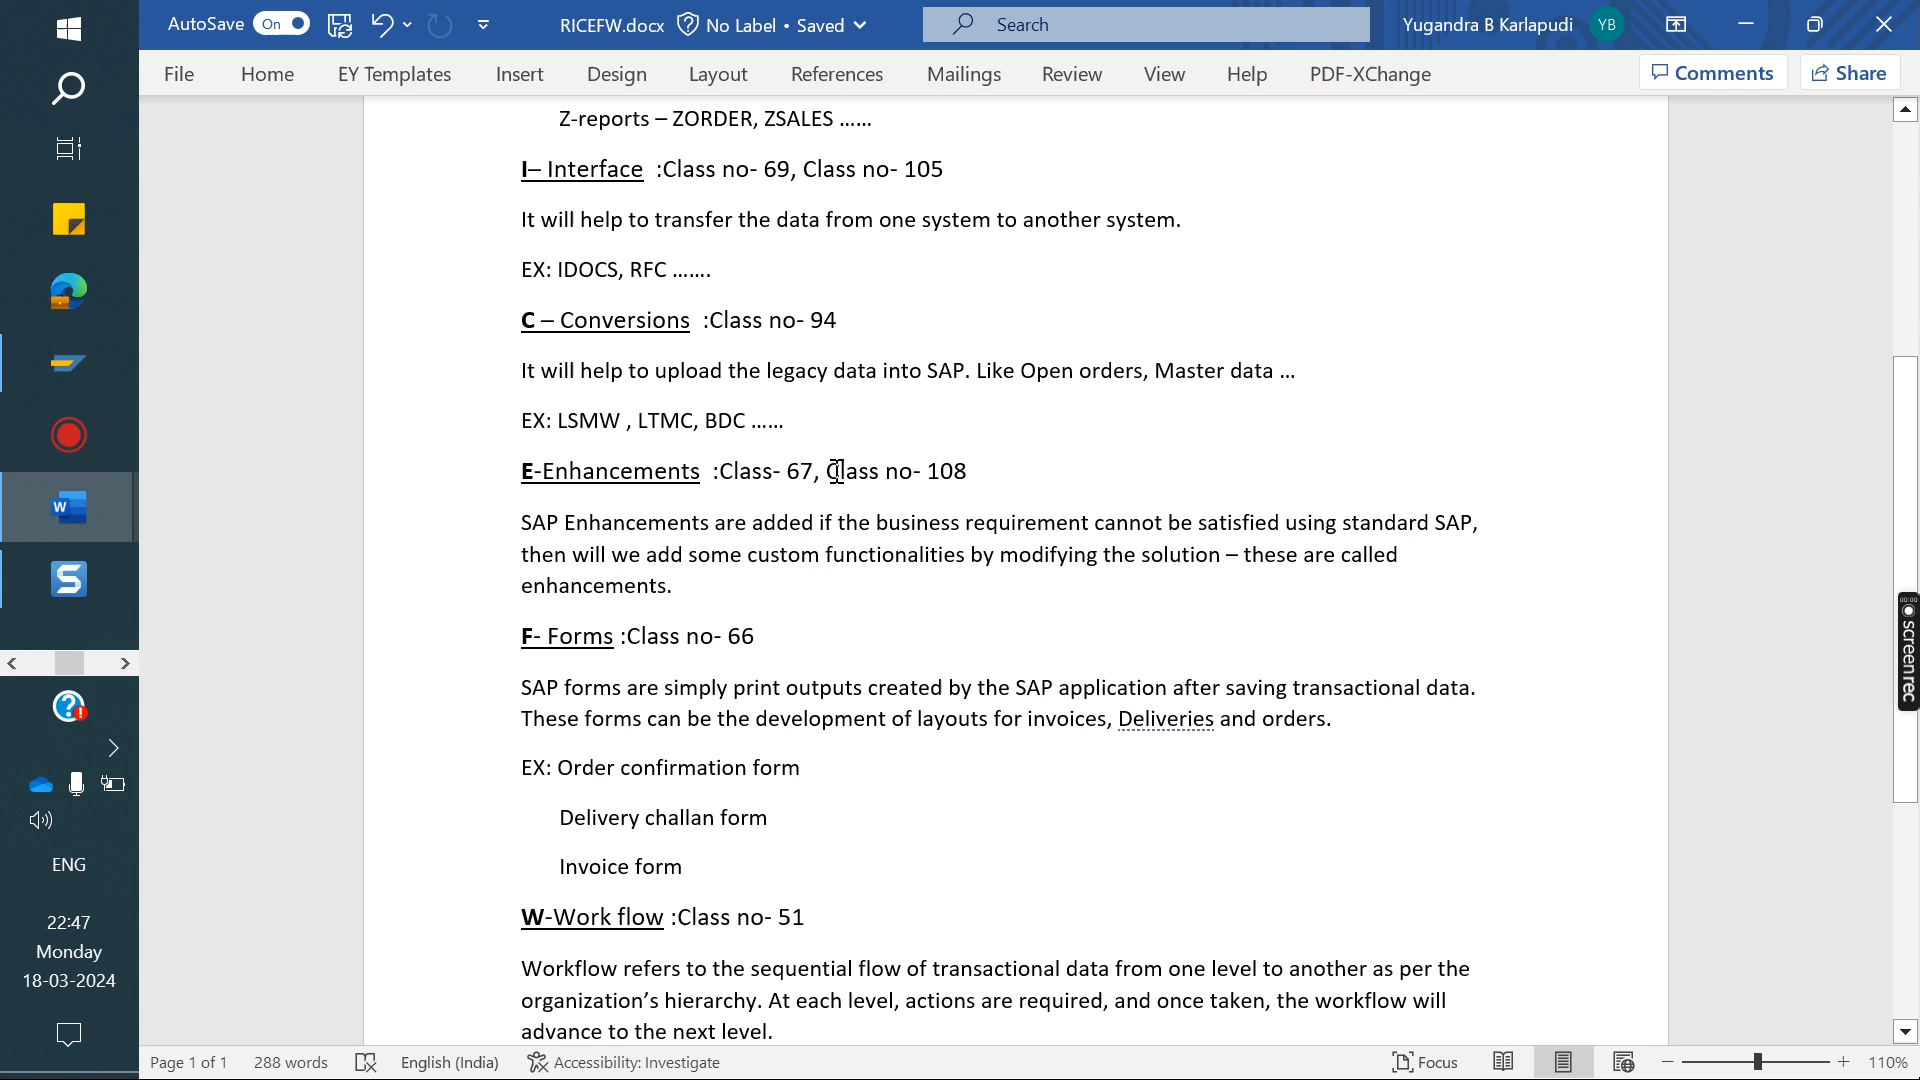 AutoSave On RICEFW.docx No Label • Saved Search Yugandra B Karlapudi YB
File Home EY Templates Insert Design Layout References Mailings Review View Help PDF-XChange Comments Share
Z-reports – ZORDER, ZSALES ......
I– Interface :Class no- 69, Class no- 105
It will help to transfer the data from one system to another system.
EX: IDOCS, RFC .......
C – Conversions :Class no- 94
It will help to upload the legacy data into SAP. Like Open orders, Master data ...
EX: LSMW , LTMC, BDC ......
E-Enhancements :Class- 67, Class no- 108
SAP Enhancements are added if the business requirement cannot be satisfied using standard SAP,
then will we add some custom functionalities by modifying the solution – these are called
enhancements.
F- Forms :Class no- 66
SAP forms are simply print outputs created by the SAP application after saving transactional data.
These forms can be the development of layouts for invoices, Deliveries and orders.
EX: Order confirmation form
Delivery challan form
Invoice form
W-Work flow :Class no- 51
Workflow refers to the sequential flow of transactional data from one level to another as per the
organization’s hierarchy. At each level, actions are required, and once taken, the workflow will
advance to the next level.
Page 1 of 1 288 words English (India) Accessibility: Investigate Focus 110%
ENG
22:47
Monday
18-03-2024
00:00
screenrec